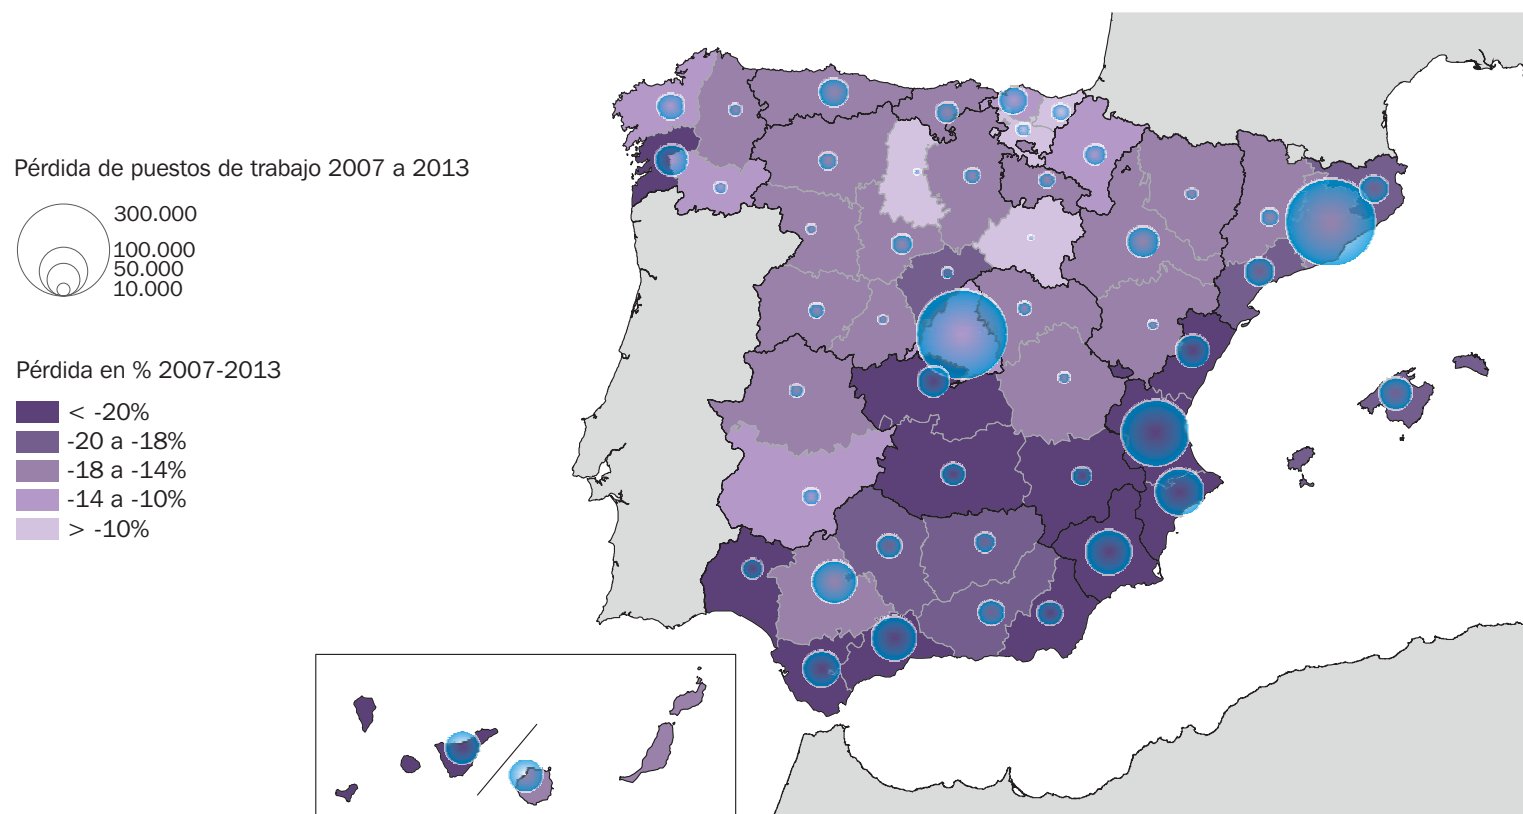 Pérdida de puestos de trabajo 2007 a 2013
300.000
100.000
50.000
10.000
Pérdida en % 2007-2013
< -20%
-20 a -18%
-18 a -14%
-14 a -10%
> -10%